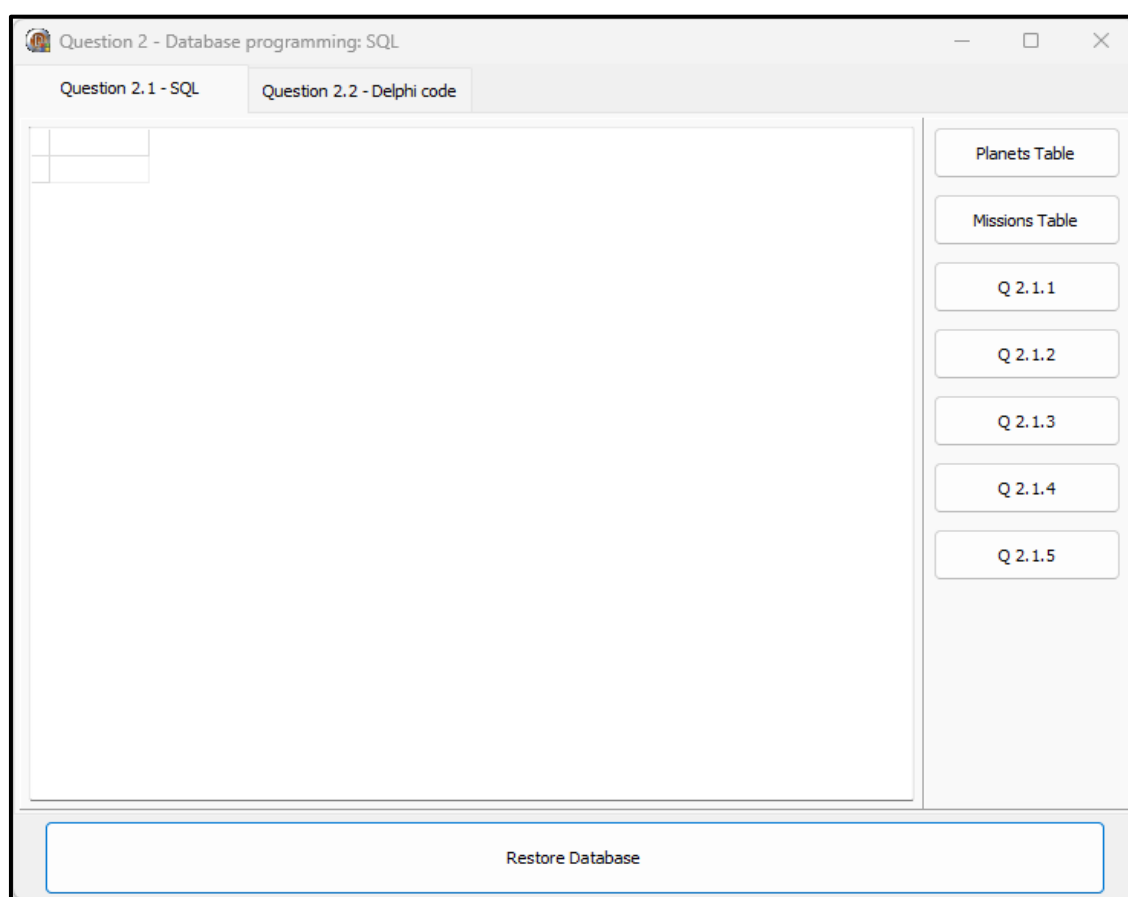 Question 2 - Database programming: SQL
Question 2.1 - SQL
Question 2.2 - Delphi code
Planets Table
Missions Table
Q 2.1.1
Q 2.1.2
Q 2.1.3
Q 2.1.4
Q 2.1.5
Restore Database